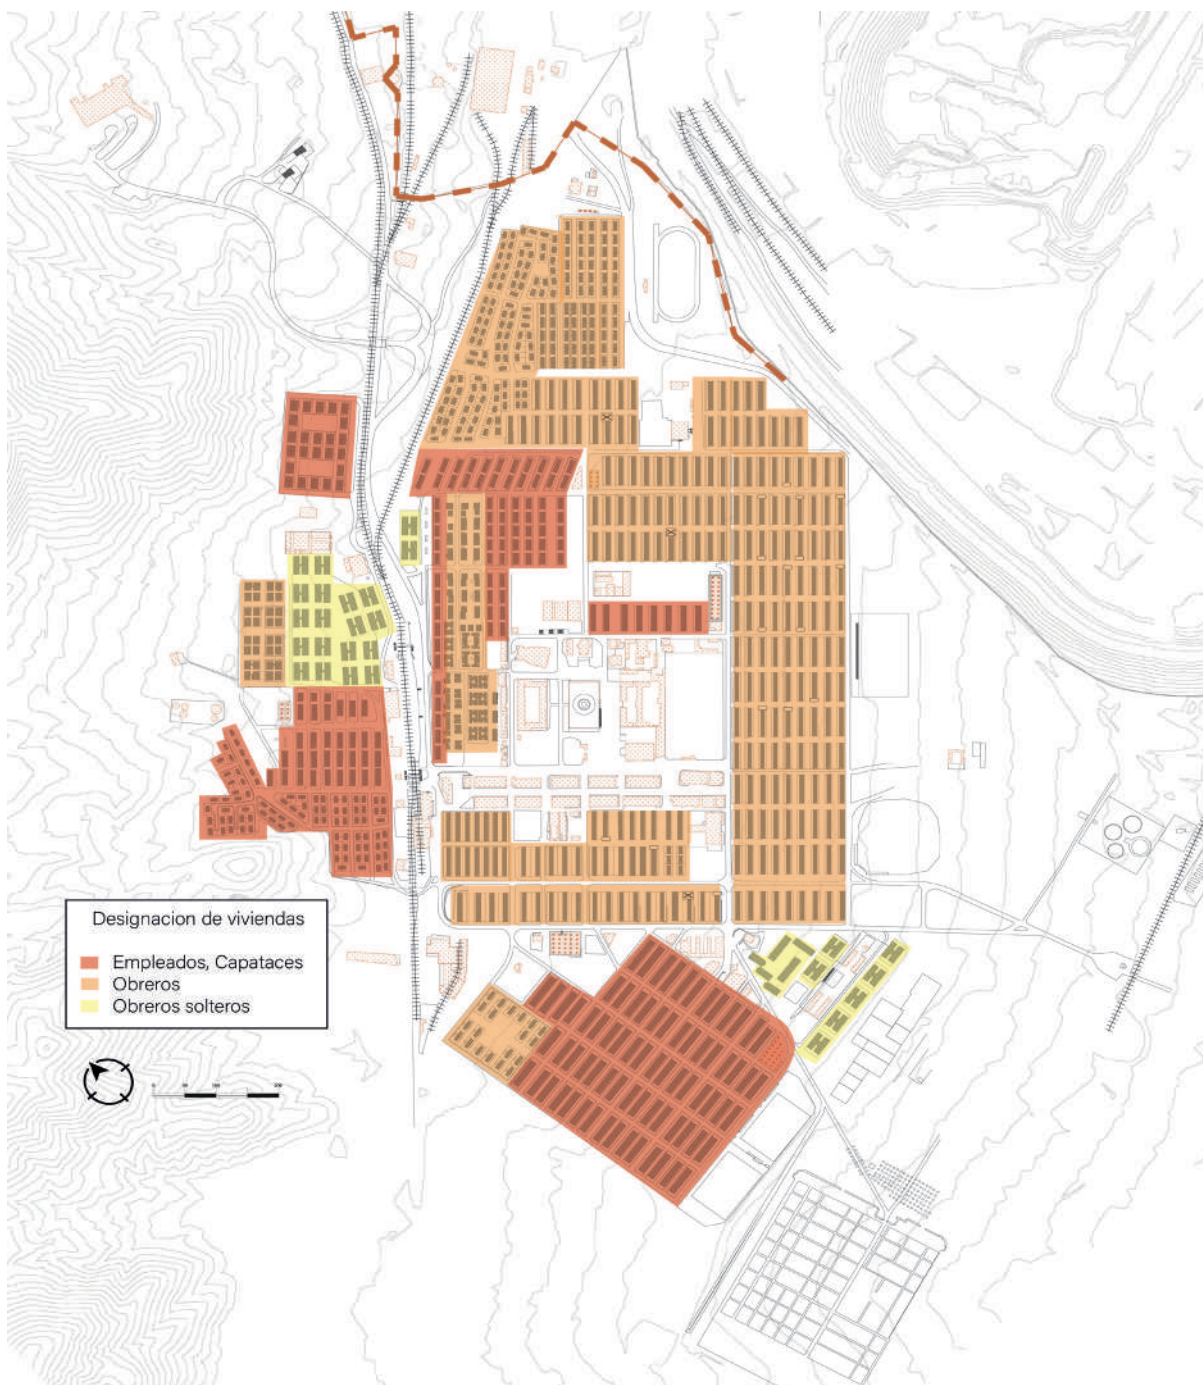 Designacion de viviendas
Empleados, Capataces
Obreros
Obreros solteros